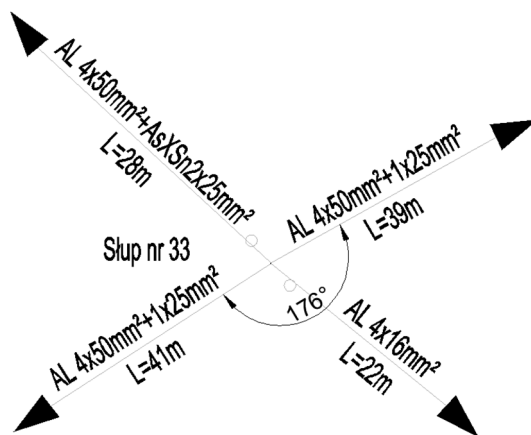 AL 4x50mm²+AsXSn2x25mm²
L=28m
AL 4x50mm²+1x25mm²
L=39m
Słup nr 33
AL 4x50mm²+1x25mm²
L=41m
176°
AL 4x16mm²
L=22m